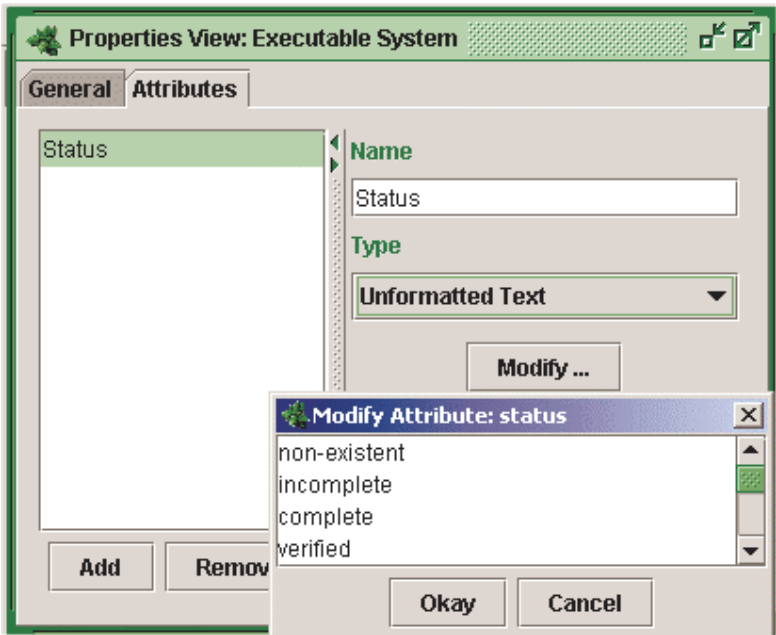 Properties View: Executable System
General Attributes
Status
Name
Status
Type
Unformatted Text
Modify ...
Modify Attribute: status
non-existent
incomplete
complete
verified
Add Remov
Okay Cancel